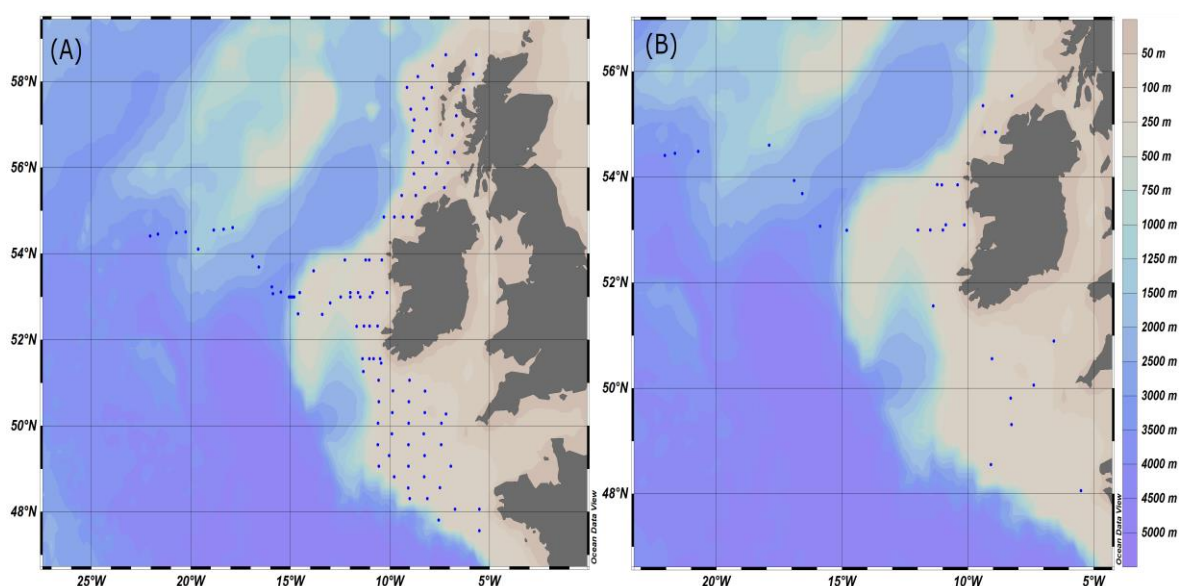 (A)
58°N
56°N
54°N
52°N
50°N
48°N
25°W
20°W
15°W
10°W
5°W
Ocean Data View
(B)
56°N
54°N
52°N
50°N
48°N
20°W
15°W
10°W
5°W
Ocean Data View
50 m
100 m
250 m
500 m
750 m
1000 m
1250 m
1500 m
2000 m
2500 m
3000 m
3500 m
4000 m
4500 m
5000 m